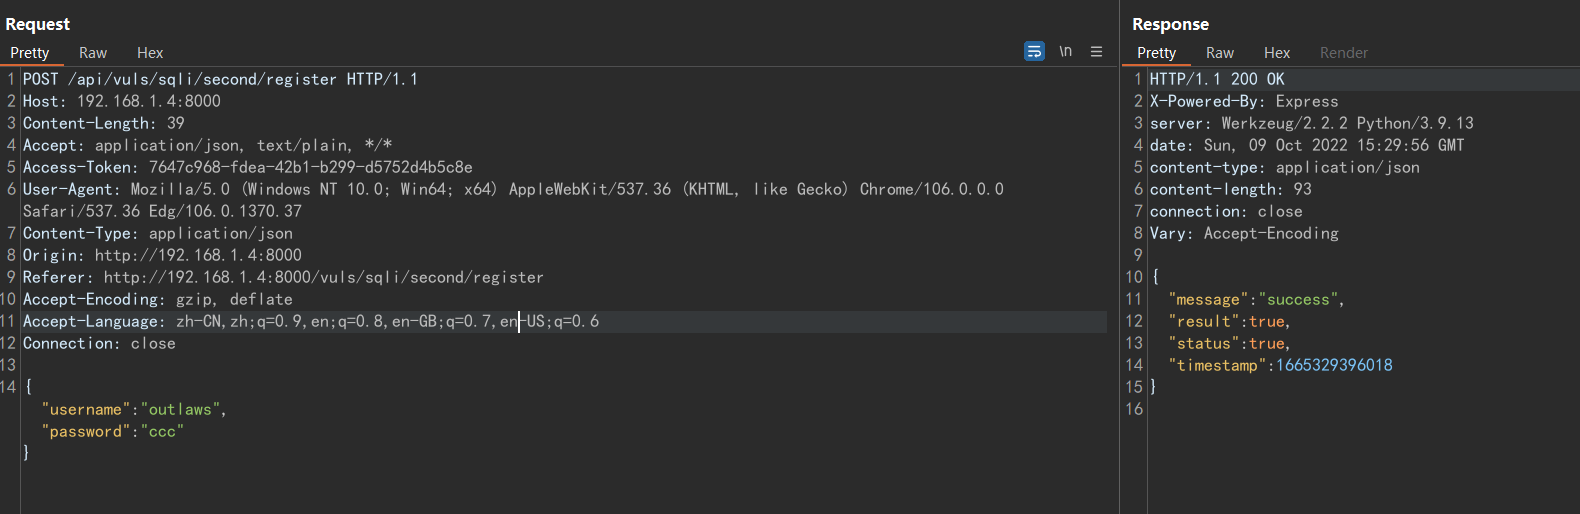 Request
Pretty Raw Hex
\n
1 POST /api/vuls/sqli/second/register HTTP/1.1
2 Host: 192.168.1.4:8000
3 Content-Length: 39
4 Accept: application/json, text/plain, */*
5 Access-Token: 7647c968-fdea-42b1-b299-d5752d4b5c8e
6 User-Agent: Mozilla/5.0 (Windows NT 10.0; Win64; x64) AppleWebKit/537.36 (KHTML, like Gecko) Chrome/106.0.0.0
Safari/537.36 Edg/106.0.1370.37
7 Content-Type: application/json
8 Origin: http://192.168.1.4:8000
9 Referer: http://192.168.1.4:8000/vuls/sqli/second/register
10 Accept-Encoding: gzip, deflate
11 Accept-Language: zh-CN,zh;q=0.9,en;q=0.8,en-GB;q=0.7,en-US;q=0.6
12 Connection: close
13
14 {
"username":"outlaws",
"password":"ccc"
}
Response
Pretty Raw Hex Render
1 HTTP/1.1 200 OK
2 X-Powered-By: Express
3 server: Werkzeug/2.2.2 Python/3.9.13
4 date: Sun, 09 Oct 2022 15:29:56 GMT
5 content-type: application/json
6 content-length: 93
7 connection: close
8 Vary: Accept-Encoding
9
10 {
11 "message":"success",
12 "result":true,
13 "status":true,
14 "timestamp":1665329396018
15 }
16